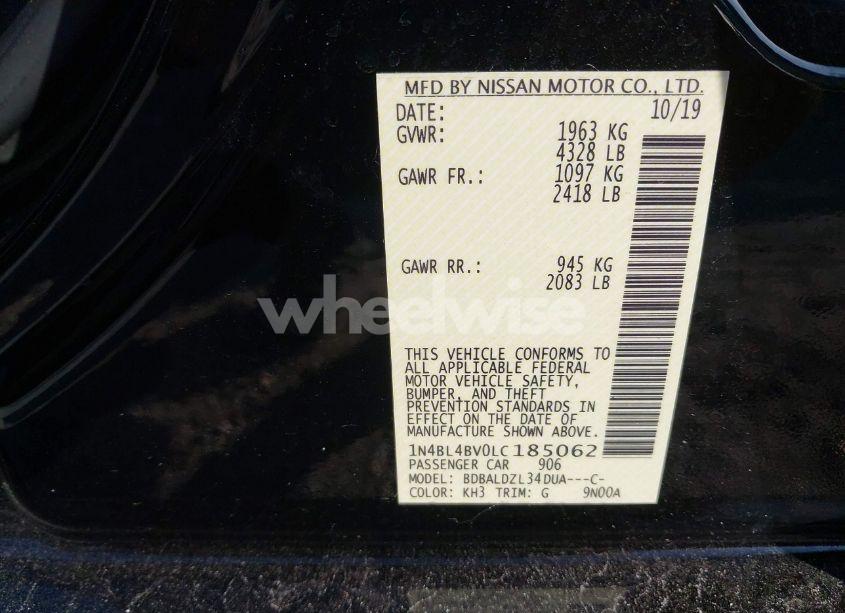 MFD BY NISSAN MOTOR CO., LTD.
DATE: 10/19
GVWR: 1963 KG
4328 LB
GAWR FR.: 1097 KG
2418 LB
GAWR RR.: 945 KG
2083 LB
wheelwise
THIS VEHICLE CONFORMS TO
ALL APPLICABLE FEDERAL
MOTOR VEHICLE SAFETY,
BUMPER, AND THEFT
PREVENTION STANDARDS IN
EFFECT ON THE DATE OF
MANUFACTURE SHOWN ABOVE.
1N4BL4BV0LC185062
PASSENGER CAR 906
MODEL: BDBALDZL34DUA---C-
COLOR: KH3 TRIM: G 9N00A